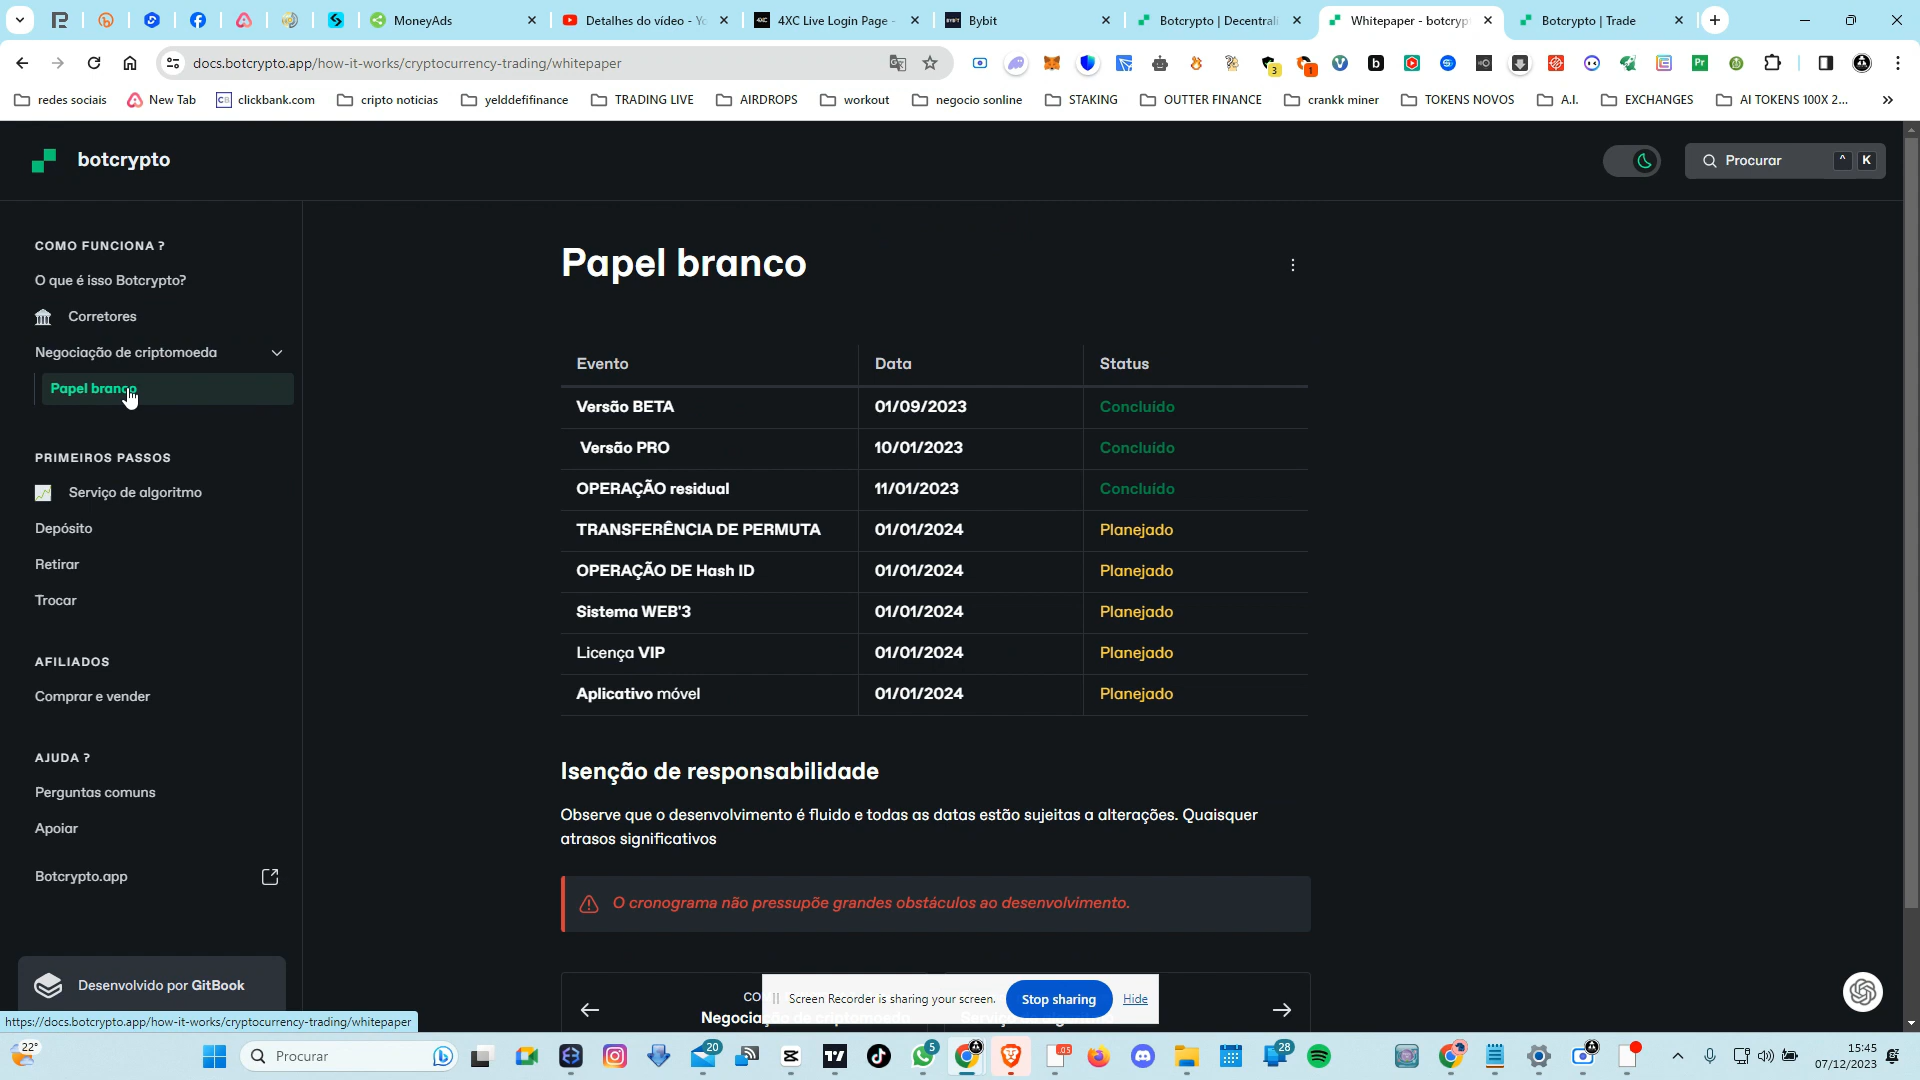 MoneyAds
Detalhes do vídeo - Yo
4XC Live Login Page -
Bybit
Botcrypto | Decentrali
Whitepaper - botcryp
Botcrypto | Trade
docs.botcrypto.app/how-it-works/cryptocurrency-trading/whitepaper
redes sociais
New Tab
clickbank.com
cripto noticias
yelddefifinance
TRADING LIVE
AIRDROPS
workout
negocio sonline
STAKING
OUTTER FINANCE
crankk miner
TOKENS NOVOS
A.I.
EXCHANGES
AI TOKENS 100X 2...
botcrypto
Procurar
^ K
COMO FUNCIONA ?
O que é isso Botcrypto?
Corretores
Negociação de criptomoeda
Papel branco
PRIMEIROS PASSOS
Serviço de algoritmo
Depósito
Retirar
Trocar
AFILIADOS
Comprar e vender
AJUDA ?
Perguntas comuns
Apoiar
Botcrypto.app
Desenvolvido por GitBook
Papel branco
Evento Data Status
Versão BETA 01/09/2023 Concluído
Versão PRO 10/01/2023 Concluído
OPERAÇÃO residual 11/01/2023 Concluído
TRANSFERÊNCIA DE PERMUTA 01/01/2024 Planejado
OPERAÇÃO DE Hash ID 01/01/2024 Planejado
Sistema WEB'3 01/01/2024 Planejado
Licença VIP 01/01/2024 Planejado
Aplicativo móvel 01/01/2024 Planejado
Isenção de responsabilidade
Observe que o desenvolvimento é fluido e todas as datas estão sujeitas a alterações. Quaisquer
atrasos significativos
O cronograma não pressupõe grandes obstáculos ao desenvolvimento.
CO
Negocia
Screen Recorder is sharing your screen.
Stop sharing
Hide
https://docs.botcrypto.app/how-it-works/cryptocurrency-trading/whitepaper
22°
Procurar
20
5
05
28
15:45
07/12/2023